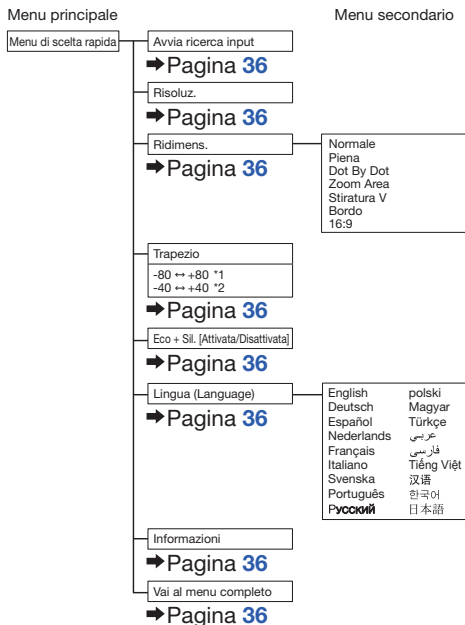 Menu principale
Menu secondario
Menu di scelta rapida
Avvia ricerca input
➡Pagina 36
Risoluz.
➡Pagina 36
Ridimens.
➡Pagina 36
Normale
Piena
Dot By Dot
Zoom Area
Stiratura V
Bordo
16:9
Trapezio
-80 ↔ +80 *1
-40 ↔ +40 *2
➡Pagina 36
Eco + Sil. [Attivata/Disattivata]
➡Pagina 36
Lingua (Language)
➡Pagina 36
English polski
Deutsch Magyar
Español Türkçe
Nederlands عربي
Français فارسی
Italiano Tiếng Việt
Svenska 汉语
Português 한국어
Русский 日本語
Informazioni
➡Pagina 36
Vai al menu completo
➡Pagina 36